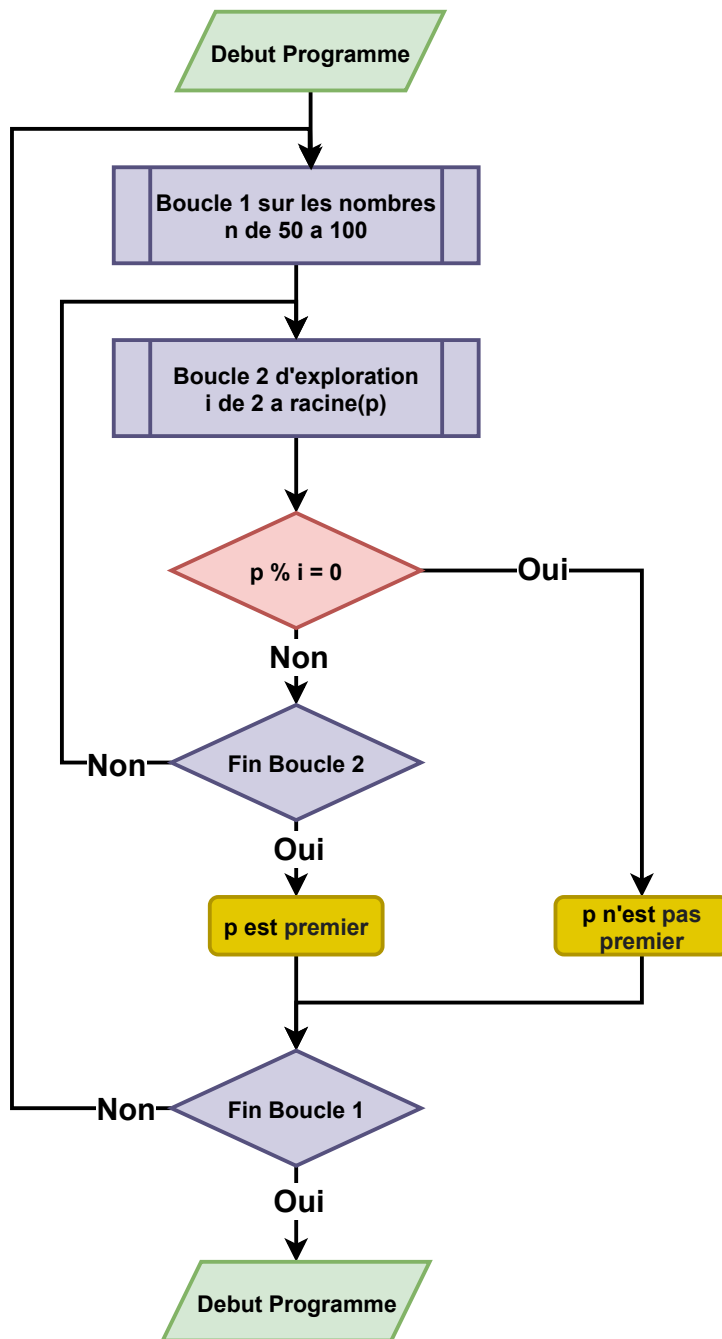 Debut Programme
Boucle 1 sur les nombres
n de 50 a 100
Boucle 2 d'exploration
i de 2 a racine(p)
p % i = 0
Oui
Non
Fin Boucle 2
Non
Oui
p est premier
p n'est pas
premier
Fin Boucle 1
Non
Oui
Debut Programme